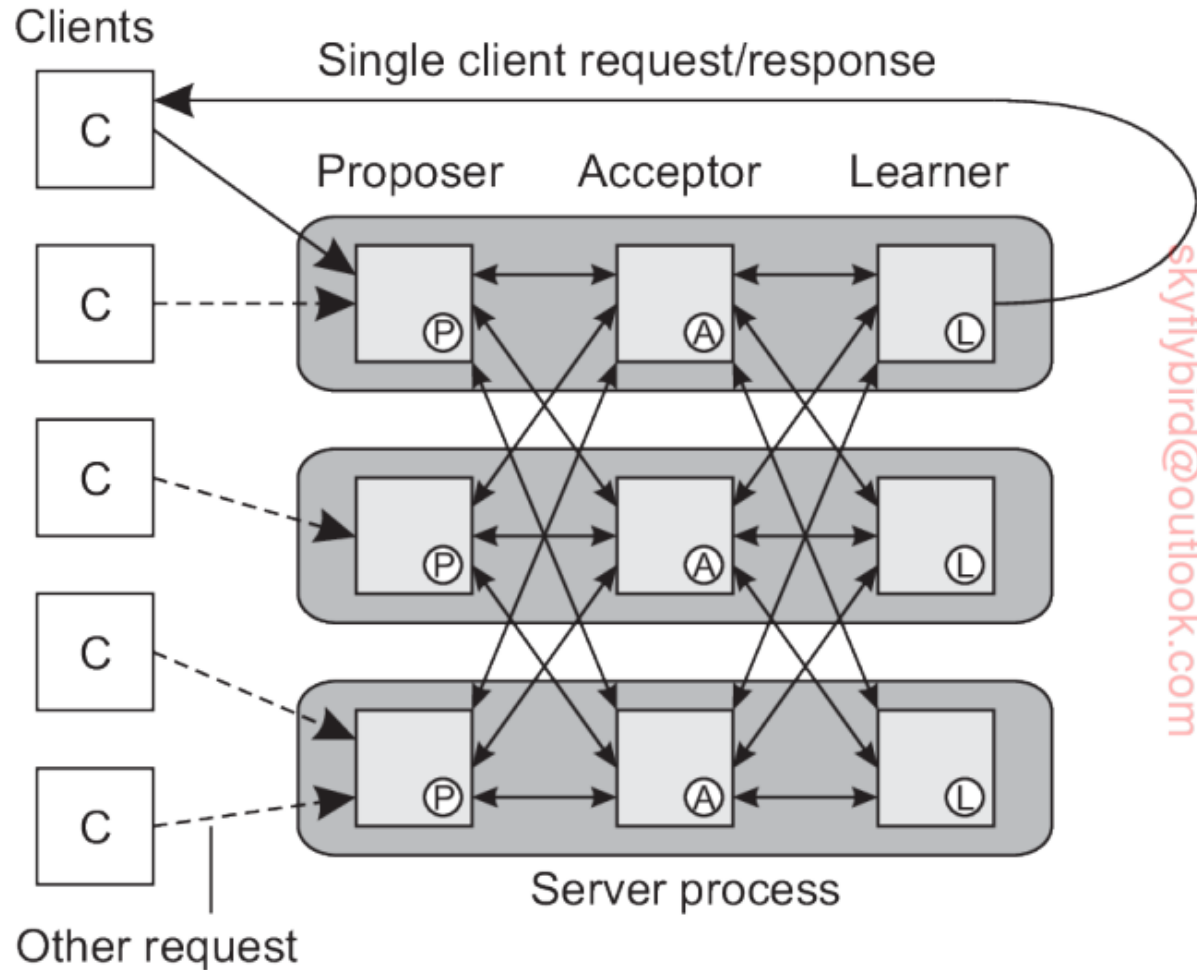 Clients
Single client request/response
C
Proposer Acceptor Learner
C
P A L
C
P A L
C
C
P A L
Server process
Other request
skyflybird@outlook.com